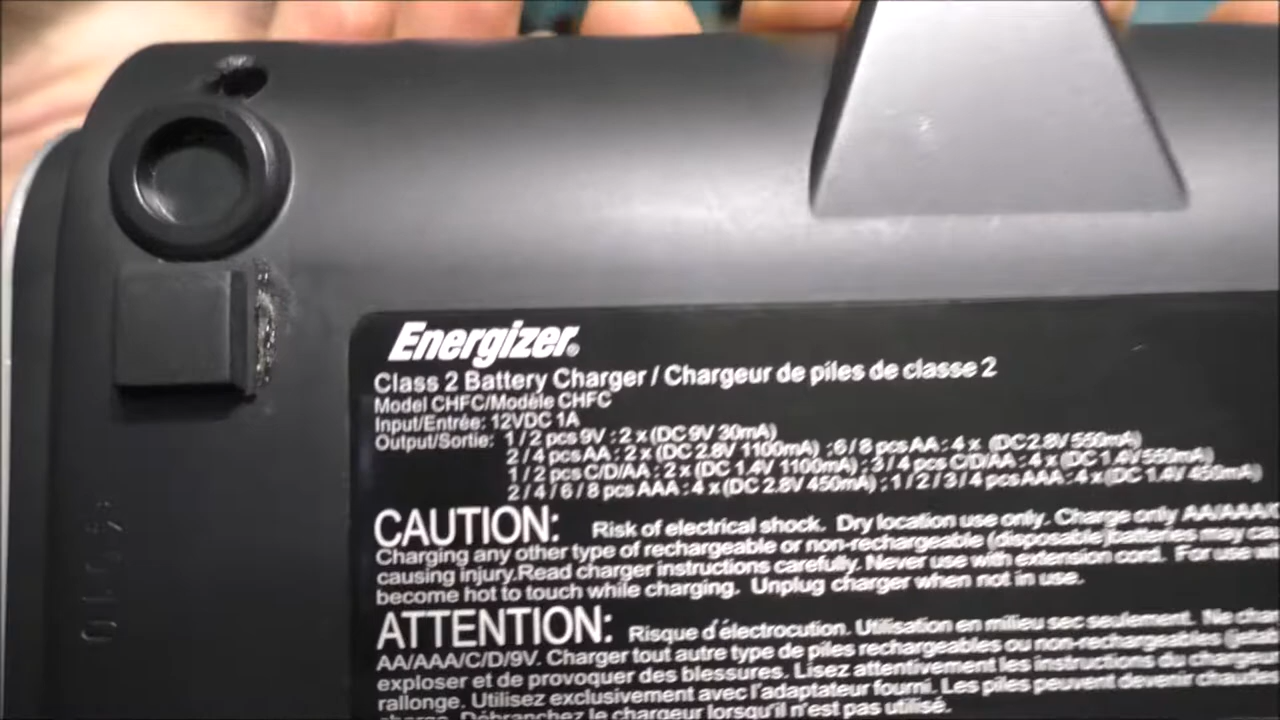 Energizer®
Class 2 Battery Charger / Chargeur de piles de classe 2
Model CHFC/Modèle CHFC
Input/Entrée: 12VDC 1A
Output/Sortie: 1/2 pcs 9V : 2 x (DC 9V 30mA)
2/4 pcs AA : 2 x (DC 2.8V 1100mA) ; 6/8 pcs AA : 4 x (DC 2.8V 550mA)
1/2 pcs C/D/AA : 2 x (DC 1.4V 1100mA) ; 3/4 pcs C/D/AA : 4 x (DC 1.4V 550mA)
2/4/6/8 pcs AAA : 4 x (DC 2.8V 450mA) ; 1/2/3/4 pcs AAA : 4 x (DC 1.4V 450mA)
CAUTION: Risk of electrical shock. Dry location use only. Charge only AA/AAA/
Charging any other type of rechargeable or non-rechargeable (disposable)batteries may
causing injury.Read charger instructions carefully. Never use with extension cord. For use
become hot to touch while charging. Unplug charger when not in use.
ATTENTION: Risque d'électrocution. Utilisation en milieu sec seulement. Ne
AA/AAA/C/D/9V. Charger tout autre type de piles rechargeables ou non-rechargeables
exploser et de provoquer des blessures. Lisez attentivement les instructions du chargeur
rallonge. Utilisez exclusivement avec l'adaptateur fourni. Les piles peuvent devenir chaudes
charge. Débranchez le chargeur lorsqu'il n'est pas utilisé.